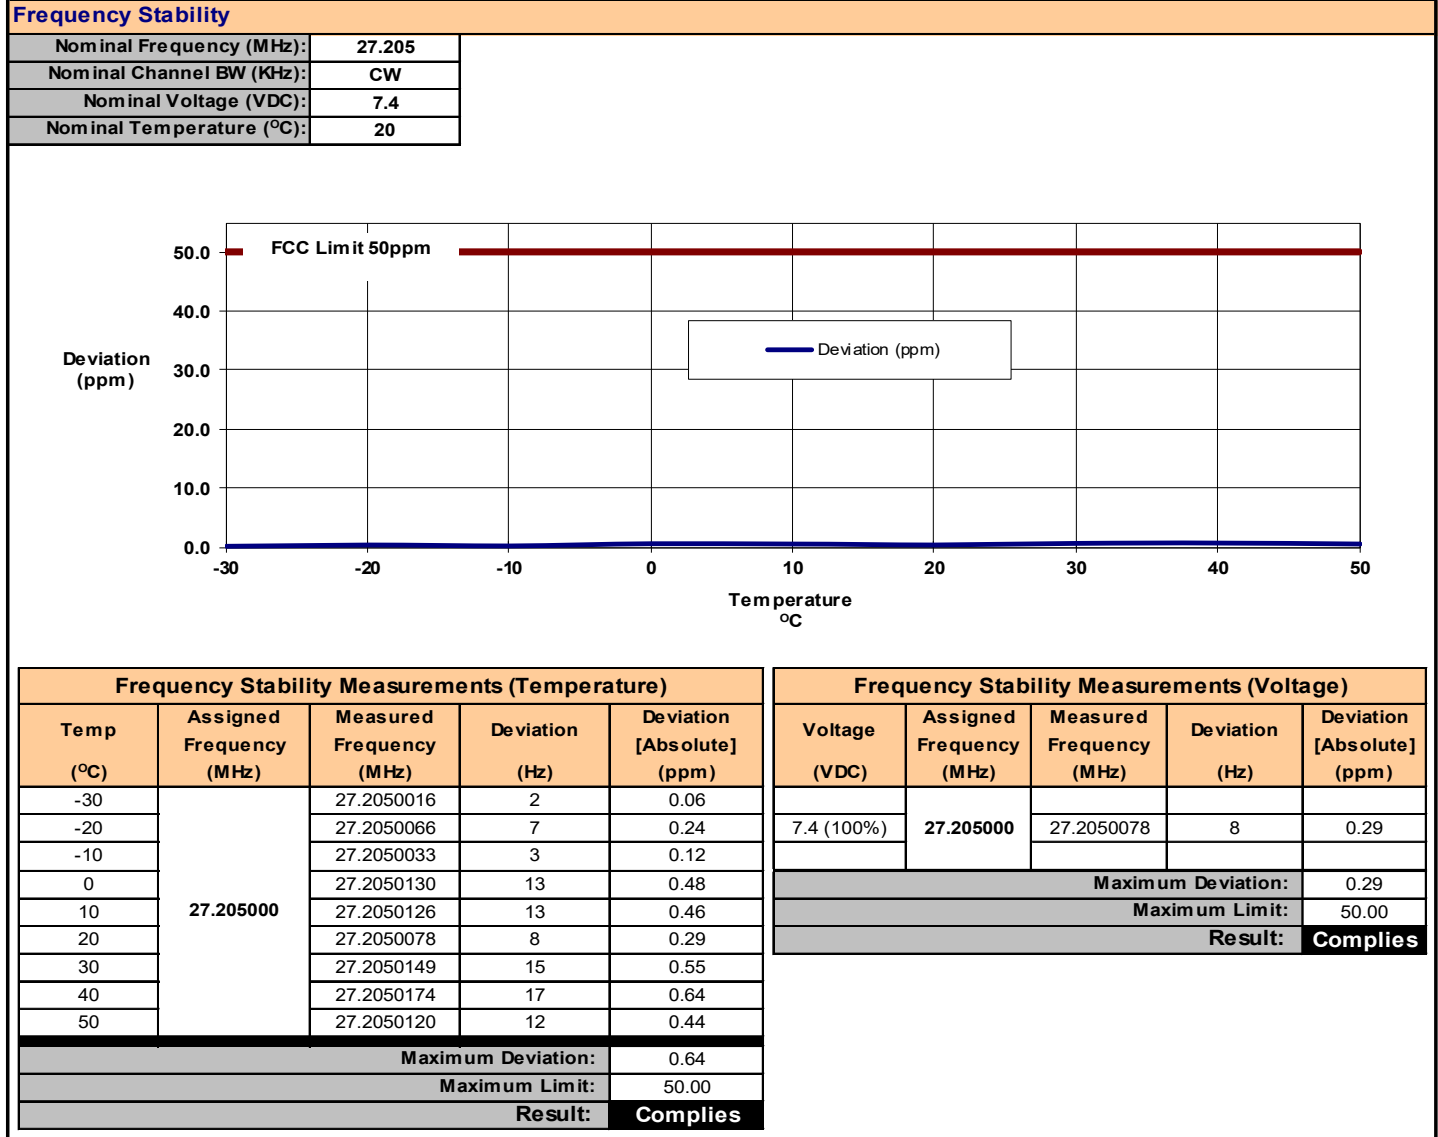 Frequency Stability
Nominal Frequency (MHz): 27.205
Nominal Channel BW (KHz): CW
Nominal Voltage (VDC): 7.4
Nominal Temperature (ᴼC): 20
FCC Limit 50ppm
50.0
40.0
30.0
20.0
10.0
0.0
Deviation
(ppm)
Deviation (ppm)
-30 -20 -10 0 10 20 30 40 50
Temperature
ᴼC
Frequency Stability Measurements (Temperature)
Temp Assigned Measured Deviation Deviation
Frequency Frequency [Absolute]
(ᴼC) (MHz) (MHz) (Hz) (ppm)
-30 27.2050016 2 0.06
-20 27.2050066 7 0.24
-10 27.2050033 3 0.12
0 27.2050130 13 0.48
10 27.205000 27.2050126 13 0.46
20 27.2050078 8 0.29
30 27.2050149 15 0.55
40 27.2050174 17 0.64
50 27.2050120 12 0.44
Maximum Deviation: 0.64
Maximum Limit: 50.00
Result: Complies
Frequency Stability Measurements (Voltage)
Voltage Assigned Measured Deviation Deviation
Frequency Frequency [Absolute]
(VDC) (MHz) (MHz) (Hz) (ppm)
7.4 (100%) 27.205000 27.2050078 8 0.29
Maximum Deviation: 0.29
Maximum Limit: 50.00
Result: Complies